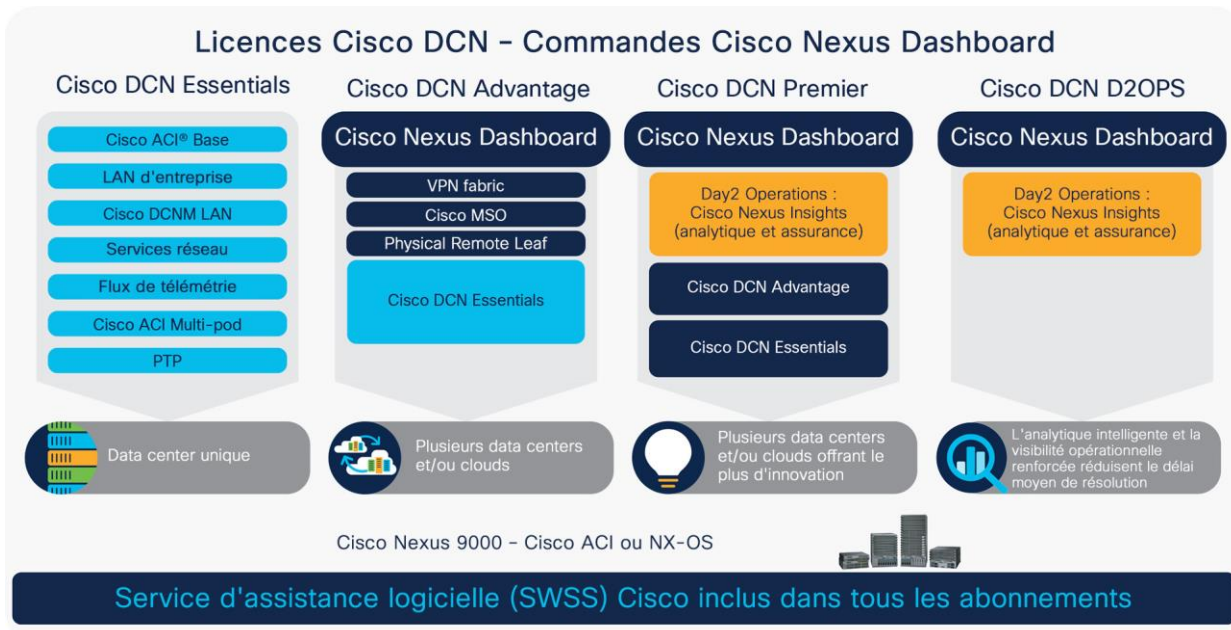 Licences Cisco DCN – Commandes Cisco Nexus Dashboard
Cisco DCN Essentials
Cisco ACI® Base
LAN d'entreprise
Cisco DCNM LAN
Services réseau
Flux de télémétrie
Cisco ACI Multi-pod
PTP
Data center unique
Cisco DCN Advantage
Cisco Nexus Dashboard
VPN fabric
Cisco MSO
Physical Remote Leaf
Cisco DCN Essentials
Plusieurs data centers
et/ou clouds
Cisco DCN Premier
Cisco Nexus Dashboard
Day2 Operations :
Cisco Nexus Insights
(analytique et assurance)
Cisco DCN Advantage
Cisco DCN Essentials
Plusieurs data centers
et/ou clouds offrant le
plus d'innovation
Cisco DCN D2OPS
Cisco Nexus Dashboard
Day2 Operations :
Cisco Nexus Insights
(analytique et assurance)
L'analytique intelligente et la
visibilité opérationnelle
renforcée réduisent le délai
moyen de résolution
Cisco Nexus 9000 – Cisco ACI ou NX-OS
Service d'assistance logicielle (SWSS) Cisco inclus dans tous les abonnements